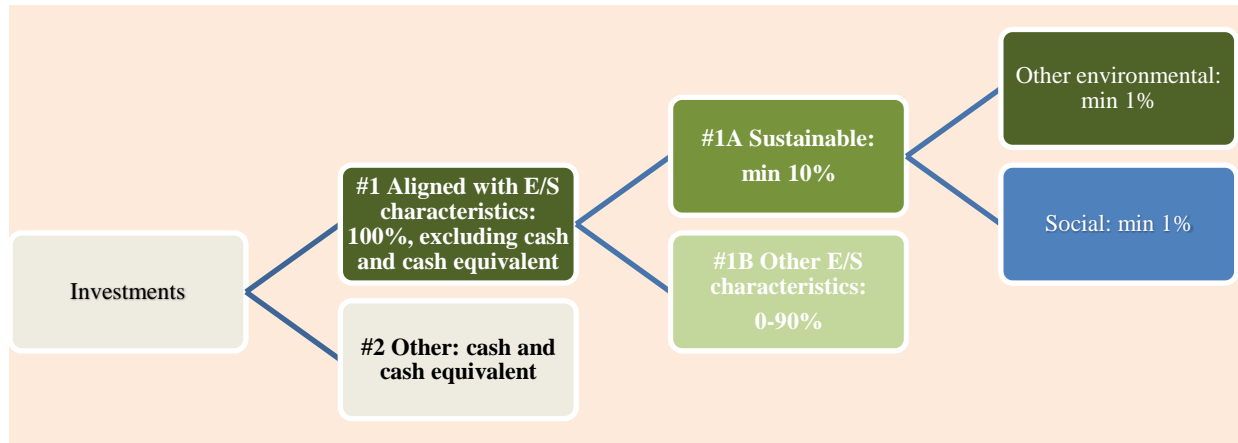 Investments
#1 Aligned with E/S
characteristics:
100%, excluding cash
and cash equivalent
#2 Other: cash and
cash equivalent
#1A Sustainable:
min 10%
#1B Other E/S
characteristics:
0-90%
Other environmental:
min 1%
Social: min 1%